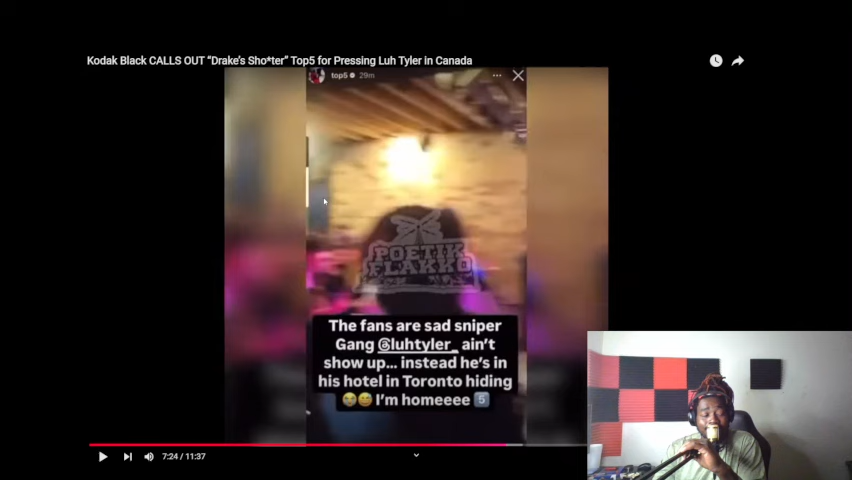 Kodak Black CALLS OUT “Drake's Sho*ter” Top5 for Pressing Luh Tyler in Canada
top5 29m
POETIK
FLAKKO
The fans are sad sniper
Gang @luhtyler_ ain't
show up... instead he's in
his hotel in Toronto hiding
😭😄 I'm homeeee 5️⃣
7:24 / 11:37